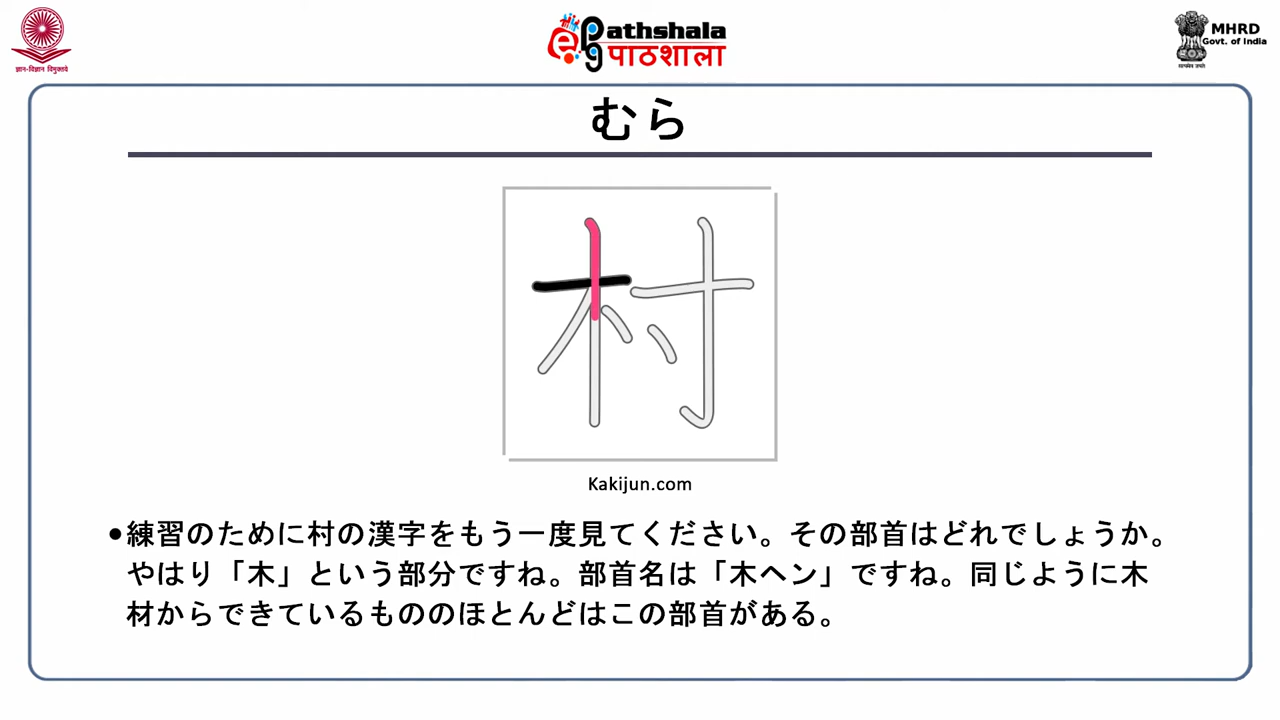 ज्ञान-विज्ञान विमुक्तये
ePG Pathshala
पाठशाला
MHRD
Govt. of India
むら
村
Kakijun.com
•練習のために村の漢字をもう一度見てください。その部首はどれでしょうか。
やはり「木」という部分ですね。部首名は「木ヘン」ですね。同じように木
材からできているもののほとんどはこの部首がある。